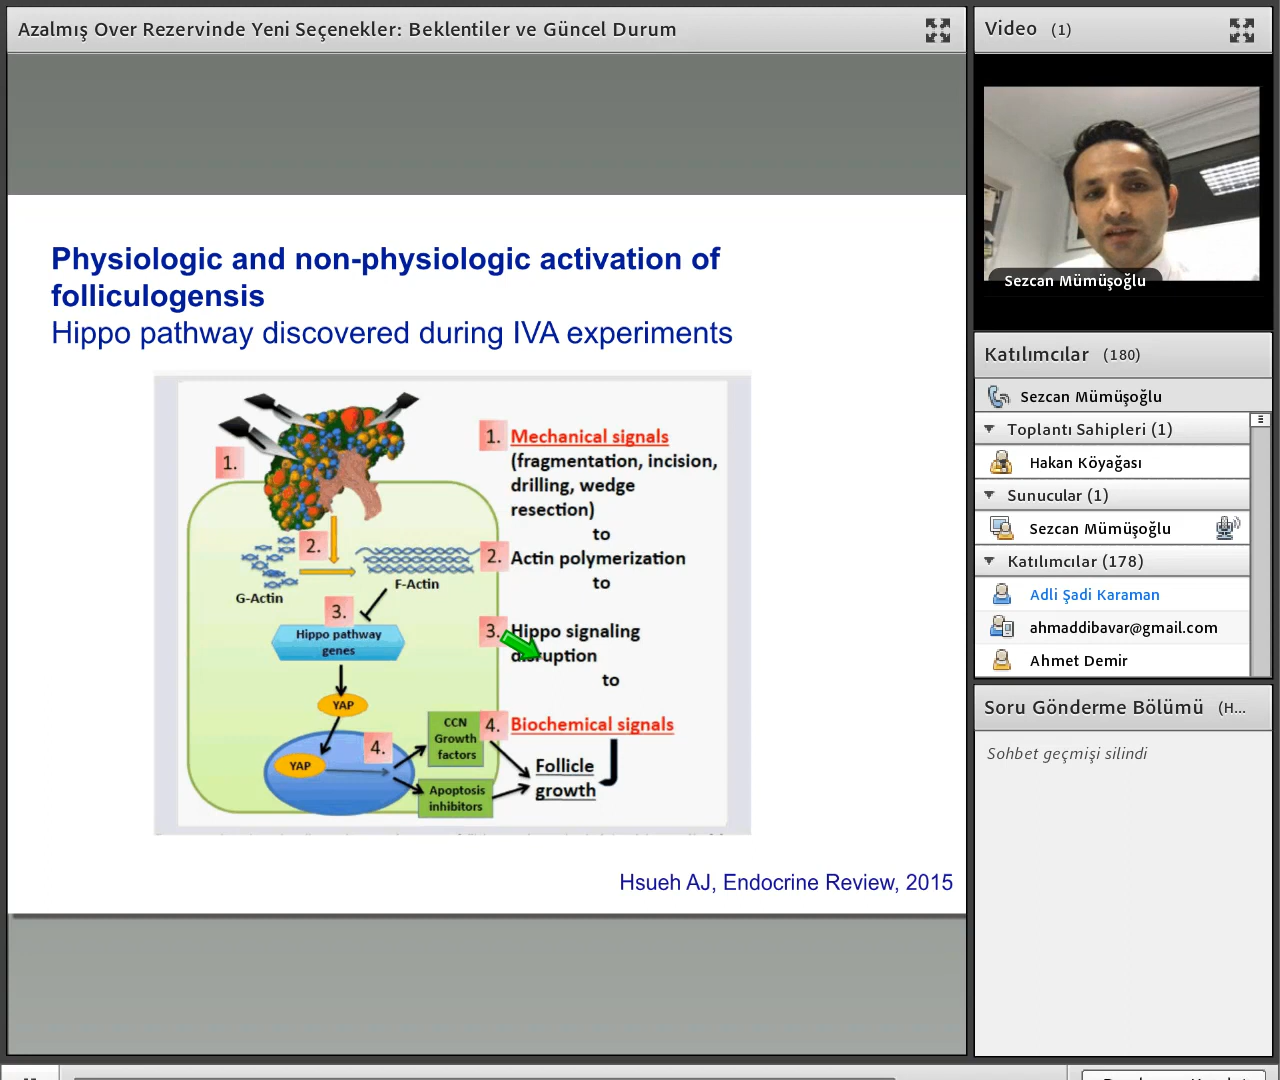 Azalmış Over Rezervinde Yeni Seçenekler: Beklentiler ve Güncel Durum
Physiologic and non-physiologic activation of
folliculogensis
Hippo pathway discovered during IVA experiments
1.
2.
G-Actin
F-Actin
3.
Hippo pathway
genes
YAP
YAP
4.
CCN
Growth
factors
Apoptosis
inhibitors
1. Mechanical signals
(fragmentation, incision,
drilling, wedge
resection)
to
2. Actin polymerization
to
3. Hippo signaling
disruption
to
4. Biochemical signals
Follicle
growth
Hsueh AJ, Endocrine Review, 2015
Video (1)
Sezcan Mümüşoğlu
Katılımcılar (180)
Sezcan Mümüşoğlu
Toplantı Sahipleri (1)
Hakan Köyağası
Sunucular (1)
Sezcan Mümüşoğlu
Katılımcılar (178)
Adli Şadi Karaman
ahmaddibavar@gmail.com
Ahmet Demir
Soru Gönderme Bölümü (H...
Sohbet geçmişi silindi